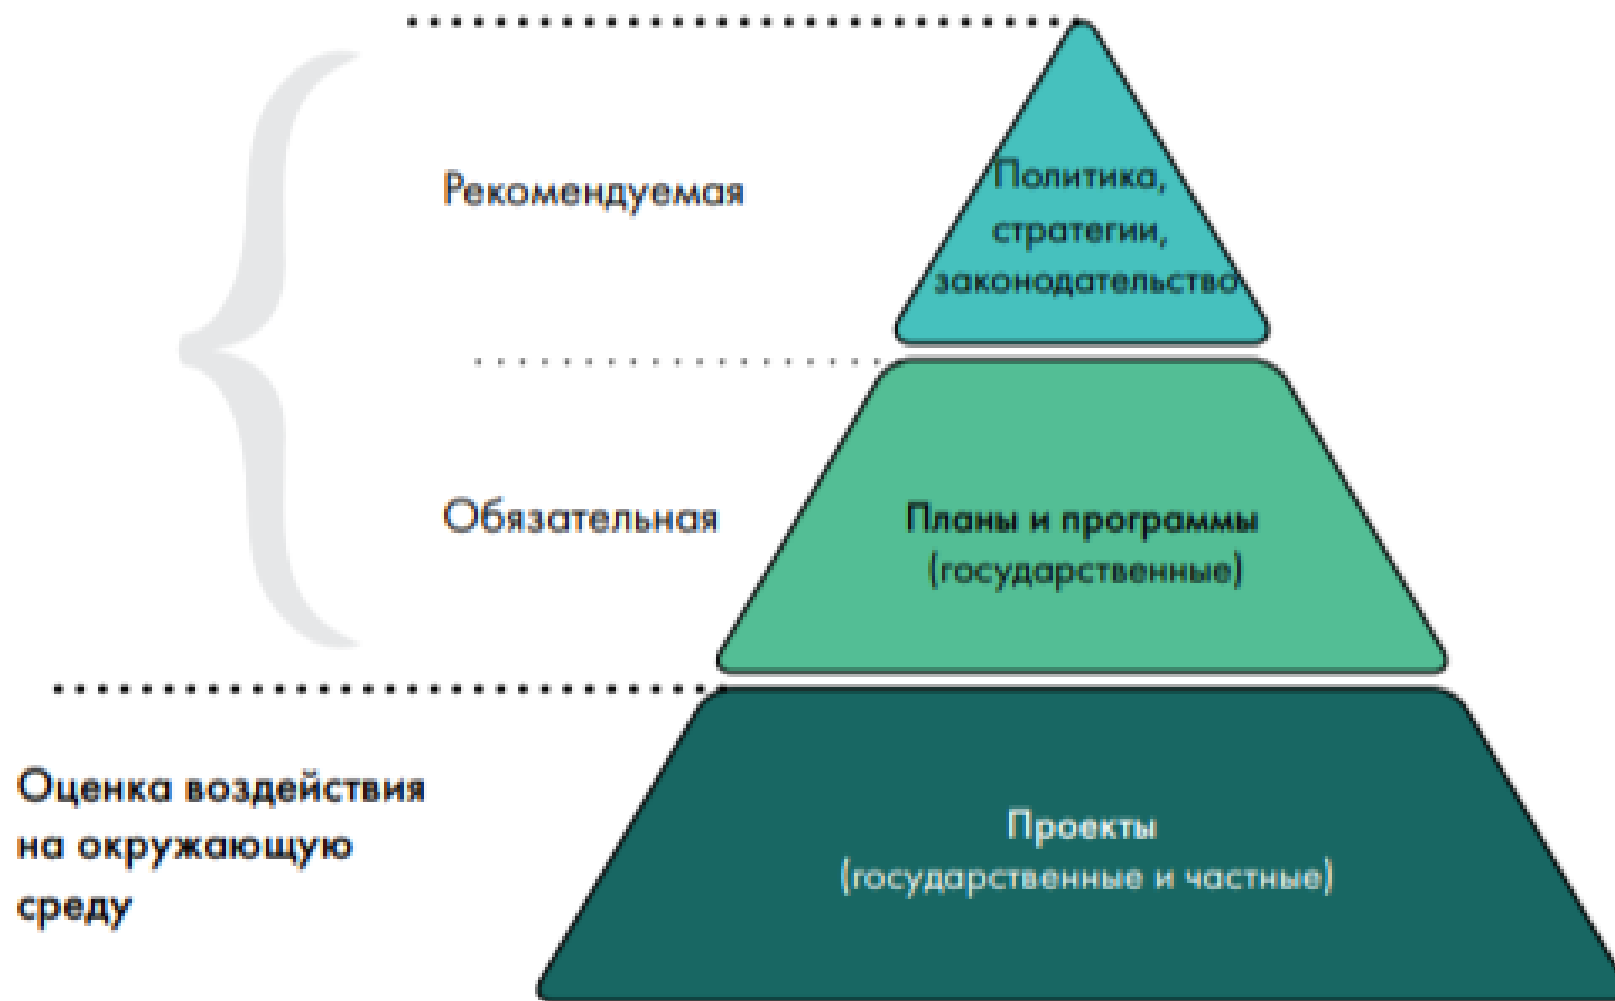 Рекомендуемая
Политика,
стратегии,
законодательство
Обязательная
Планы и программы
(государственные)
Оценка воздействия
на окружающую
среду
Проекты
(государственные и частные)